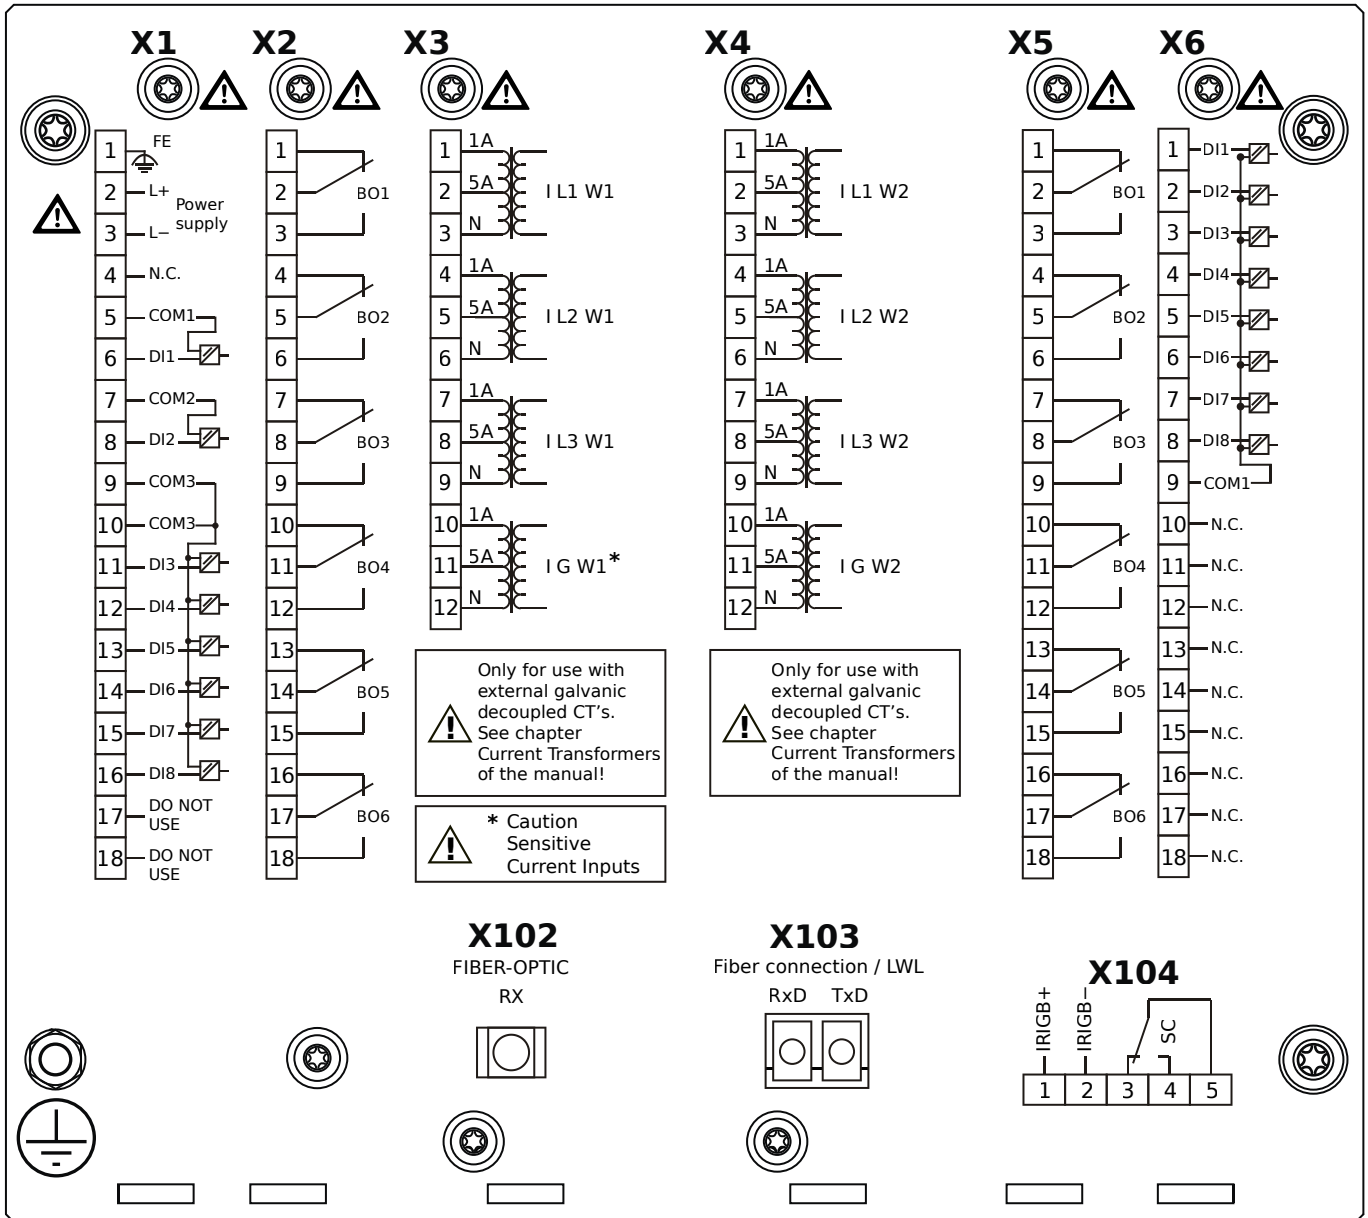 X1 X2 X3 X4 X5 X6
1 FE
2 L+
Power
supply
3 L−
4 N.C.
5 COM1
6 DI1
7 COM2
8 DI2
9 COM3
10 COM3
11 DI3
12 DI4
13 DI5
14 DI6
15 DI7
16 DI8
17 DO NOT
USE
18 DO NOT
USE
1
2 BO1
3
4
5 BO2
6
7
8 BO3
9
10
11 BO4
12
13
14 BO5
15
16
17 BO6
18
1 1A
2 5A I L1 W1
3 N
4 1A
5 5A I L2 W1
6 N
7 1A
8 5A I L3 W1
9 N
10 1A
11 5A I G W1*
12 N
Only for use with
external galvanic
decoupled CT's.
See chapter
Current Transformers
of the manual!
* Caution
Sensitive
Current Inputs
1 1A
2 5A I L1 W2
3 N
4 1A
5 5A I L2 W2
6 N
7 1A
8 5A I L3 W2
9 N
10 1A
11 5A I G W2
12 N
Only for use with
external galvanic
decoupled CT's.
See chapter
Current Transformers
of the manual!
1
2 BO1
3
4
5 BO2
6
7
8 BO3
9
10
11 BO4
12
13
14 BO5
15
16
17 BO6
18
1 DI1
2 DI2
3 DI3
4 DI4
5 DI5
6 DI6
7 DI7
8 DI8
9 COM1
10 N.C.
11 N.C.
12 N.C.
13 N.C.
14 N.C.
15 N.C.
16 N.C.
17 N.C.
18 N.C.
X102
FIBER-OPTIC
RX
X103
Fiber connection / LWL
RxD TxD
X104
IRIGB+
IRIGB−
SC
1 2 3 4 5